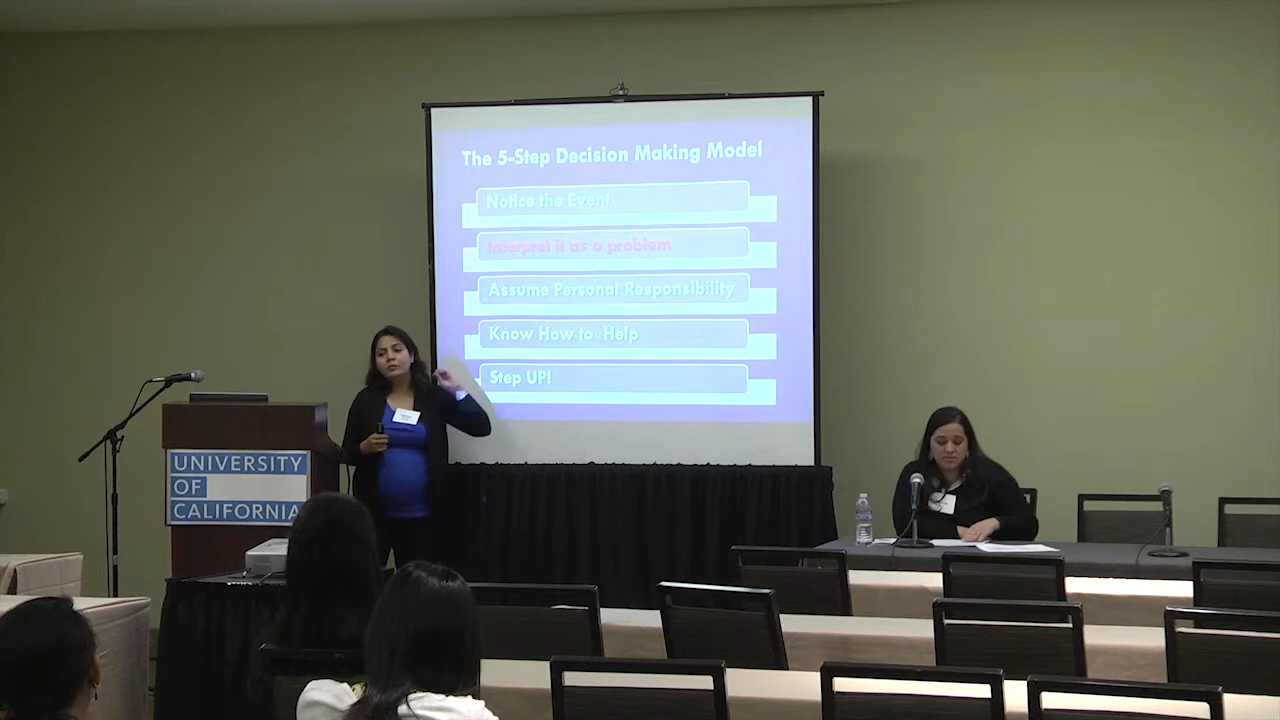 The 5-Step Decision Making Model
Notice the Event
Interpret it as a problem
Assume Personal Responsibility
Know How to Help
Step UP!
UNIVERSITY
OF
CALIFORNIA